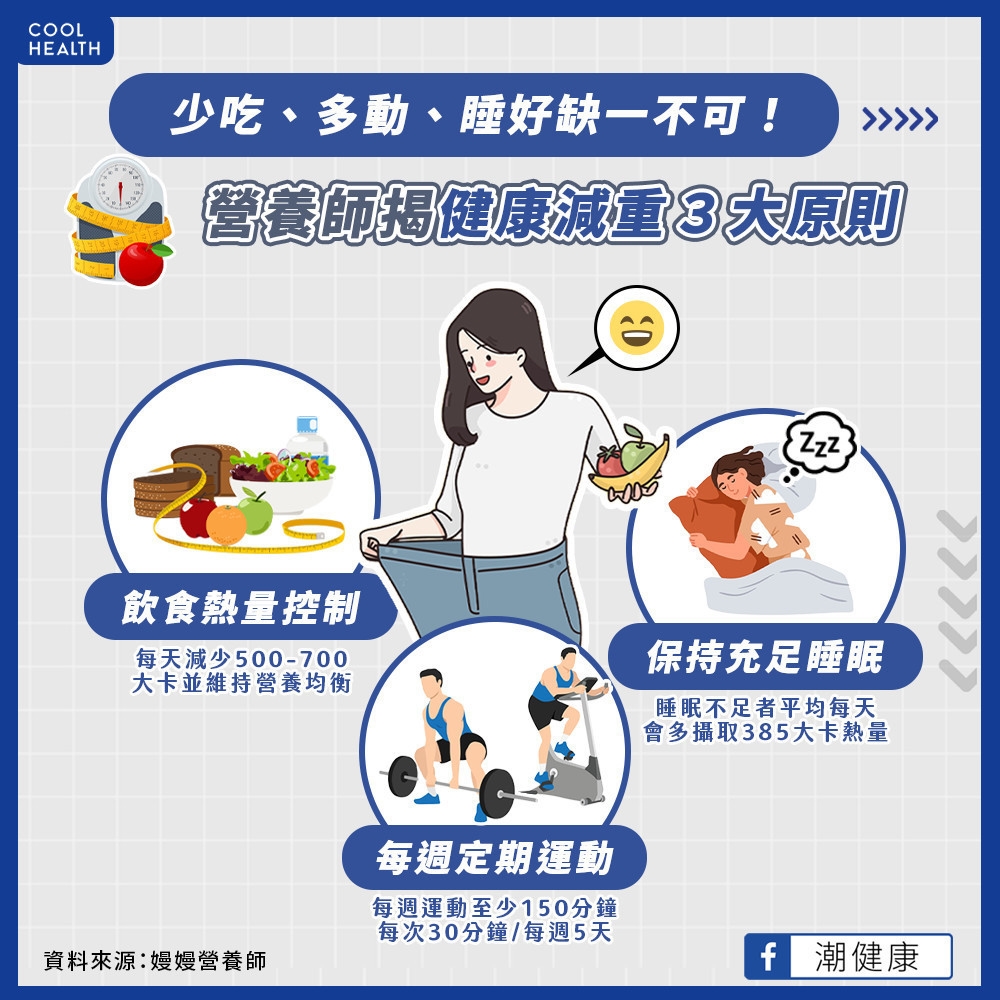 COOL
HEALTH
少吃、多動、睡好缺一不可！
營養師揭健康減重3大原則
飲食熱量控制
每天減少500-700
大卡並維持營養均衡
Zzz
保持充足睡眠
睡眠不足者平均每天
會多攝取385大卡熱量
每週定期運動
每週運動至少150分鐘
每次30分鐘/每週5天
資料來源：嫚嫚營養師
f 潮健康